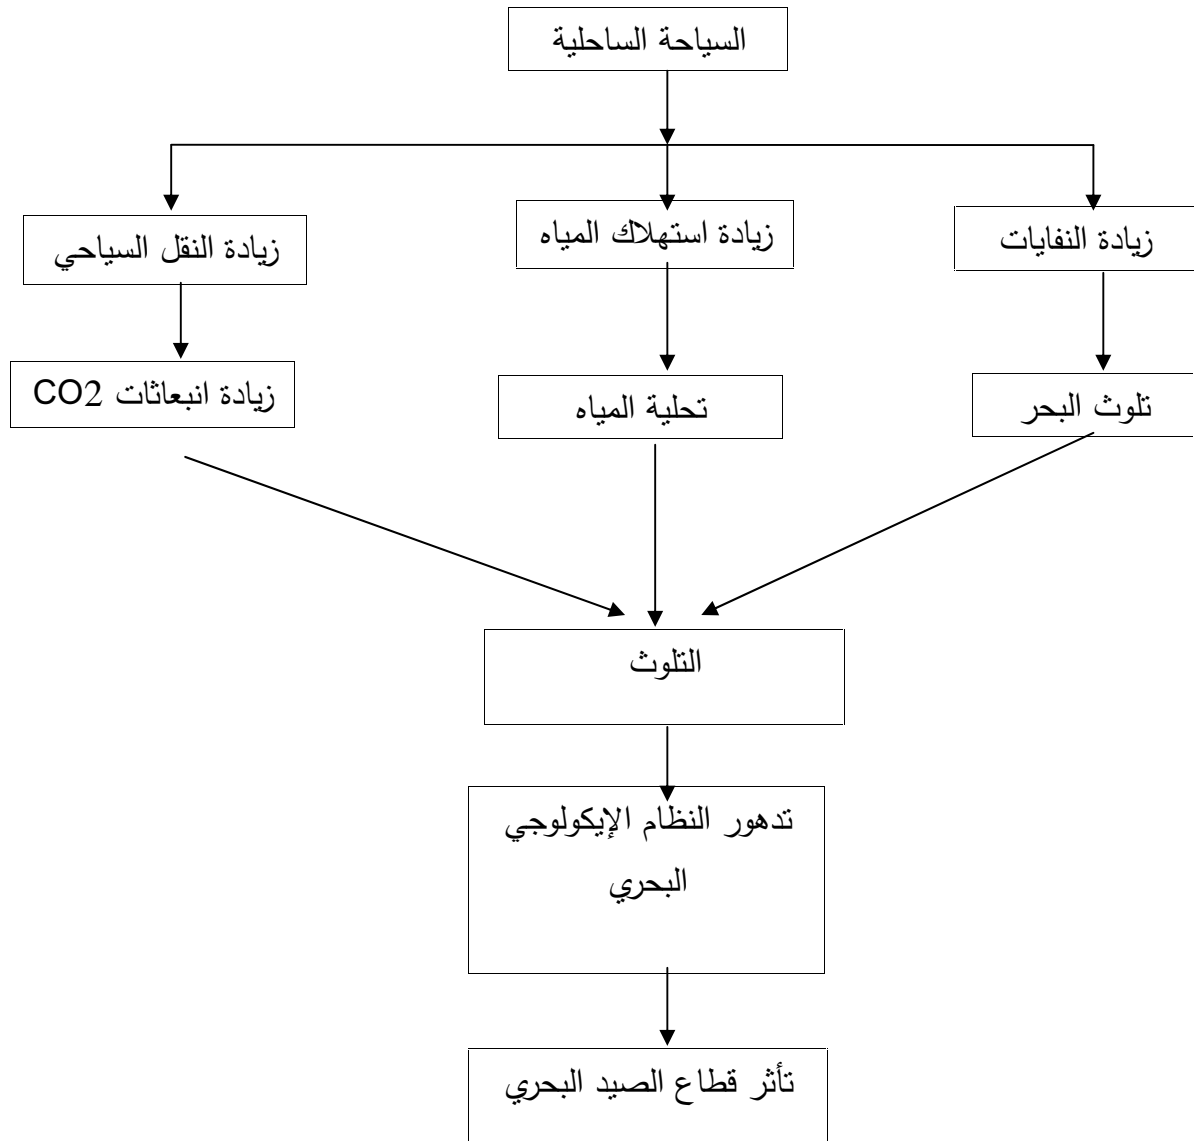 السياحة الساحلية
زيادة النفايات
زيادة استهلاك المياه
زيادة النقل السياحي
تلوث البحر
تحلية المياه
زيادة انبعاثات CO2
التلوث
تدهور النظام الإيكولوجي
البحري
تأثر قطاع الصيد البحري